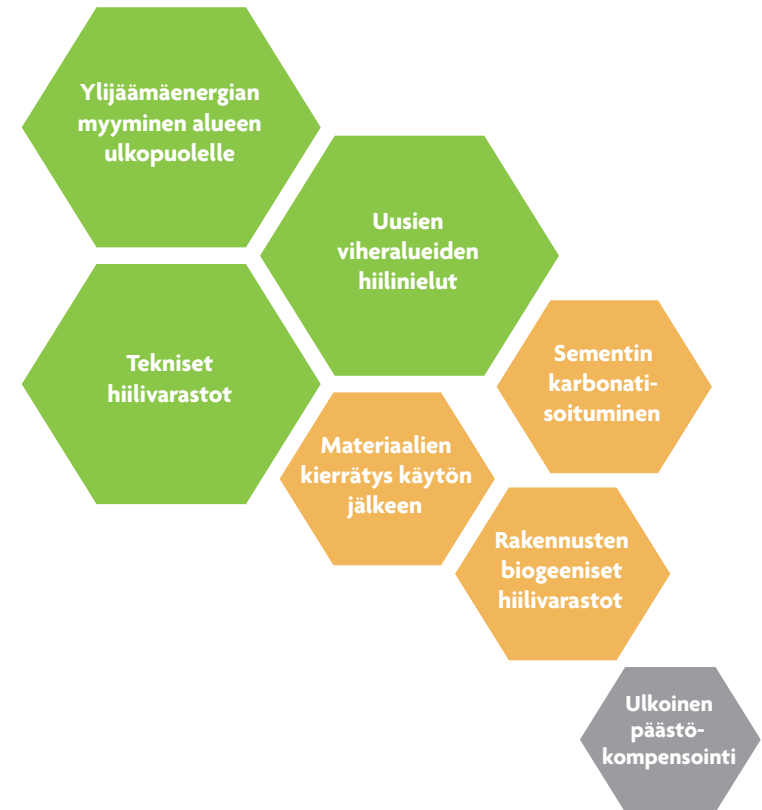 Ylijäämäenergian
myyminen alueen
ulkopuolelle
Uusien
viheralueiden
hiilinielut
Tekniset
hiilivarastot
Sementin
karbonati-
soituminen
Materiaalien
kierrätys käytön
jälkeen
Rakennusten
biogeeniset
hiilivarastot
Ulkoinen
päästö-
kompensointi